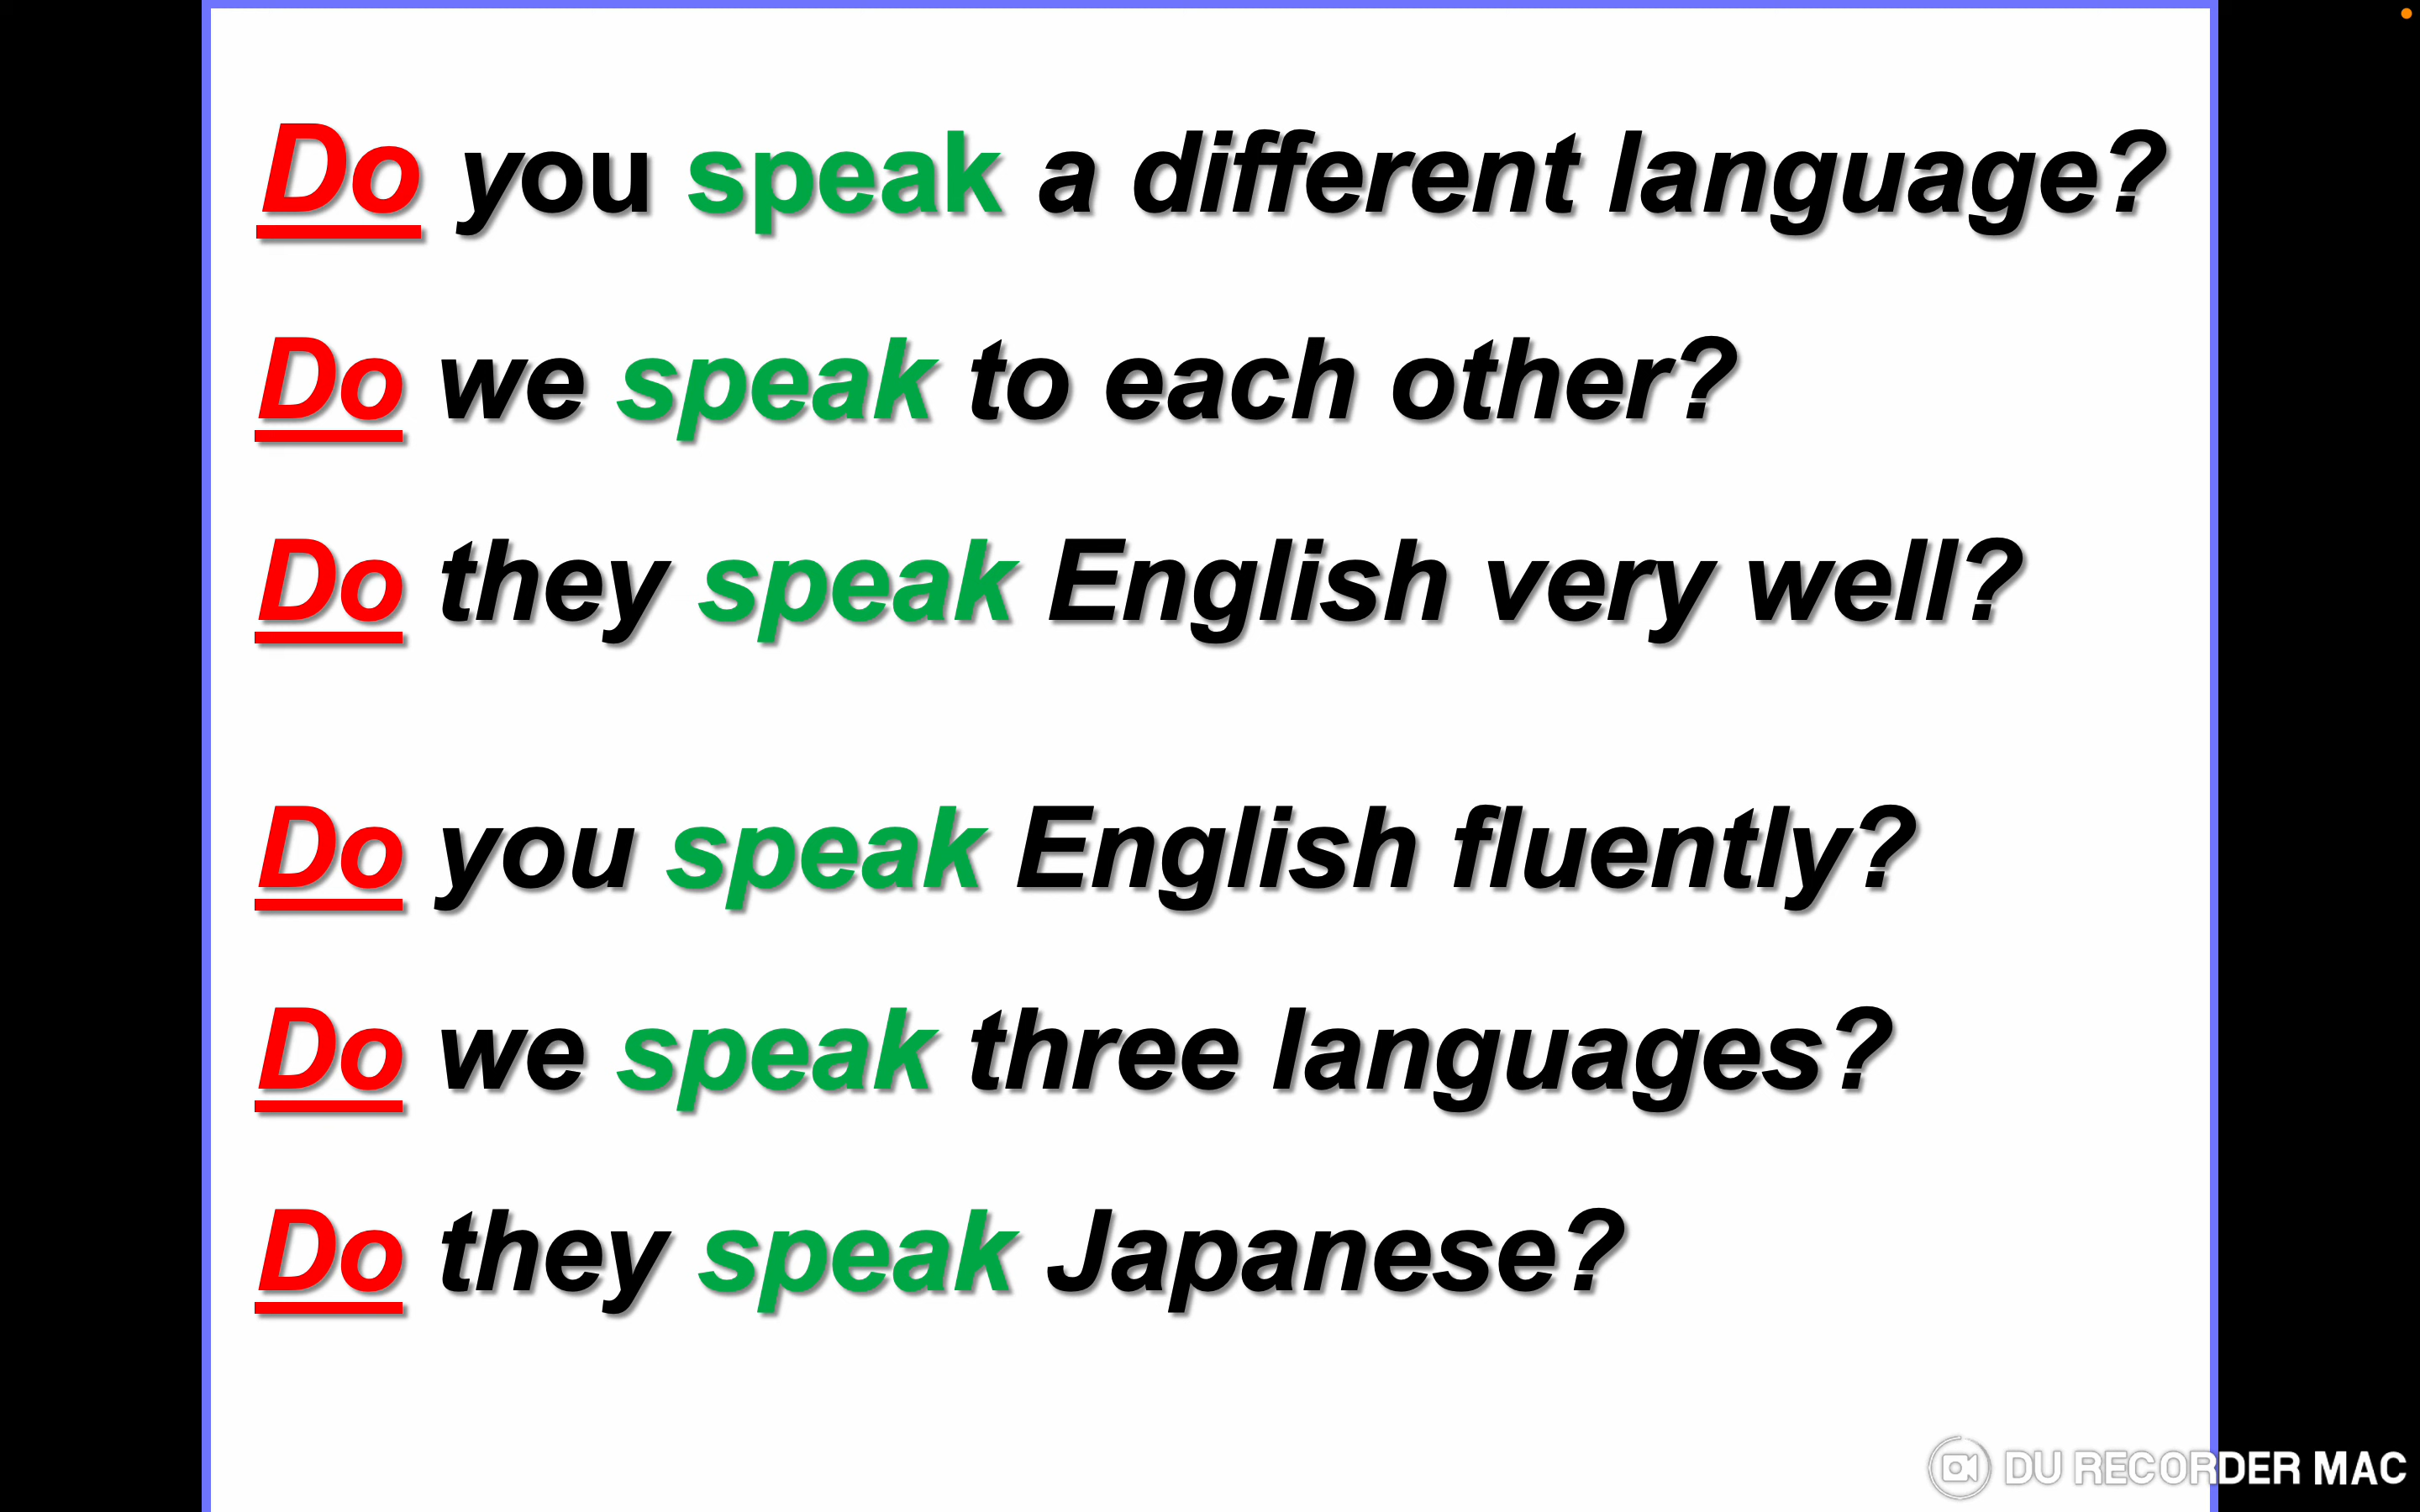 Do you speak a different language?
Do we speak to each other?
Do they speak English very well?
Do you speak English fluently?
Do we speak three languages?
Do they speak Japanese?
DU RECORDER MAC